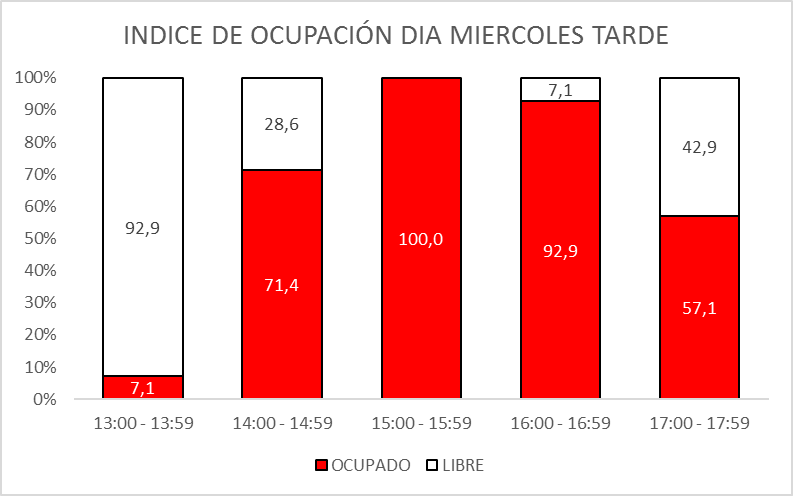 INDICE DE OCUPACIÓN DIA MIERCOLES TARDE
100%
90%
80%
70%
60%
50%
40%
30%
20%
10%
0%
92,9
7,1
28,6
71,4
100,0
7,1
92,9
42,9
57,1
13:00 - 13:59
14:00 - 14:59
15:00 - 15:59
16:00 - 16:59
17:00 - 17:59
OCUPADO
LIBRE